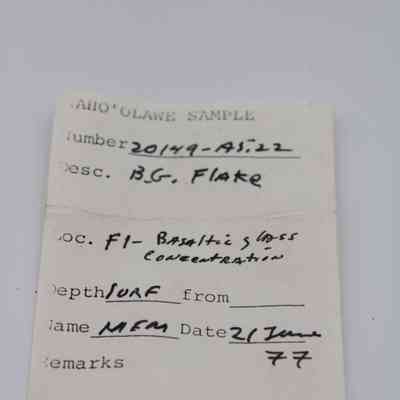 AHO'OLAWE SAMPLE
umber 20149-AS:22
esc. B.G. Flake
oc. F1- Basaltic glass
concentration
epth SURF from
ame MFM Date 21 June
77
emarks